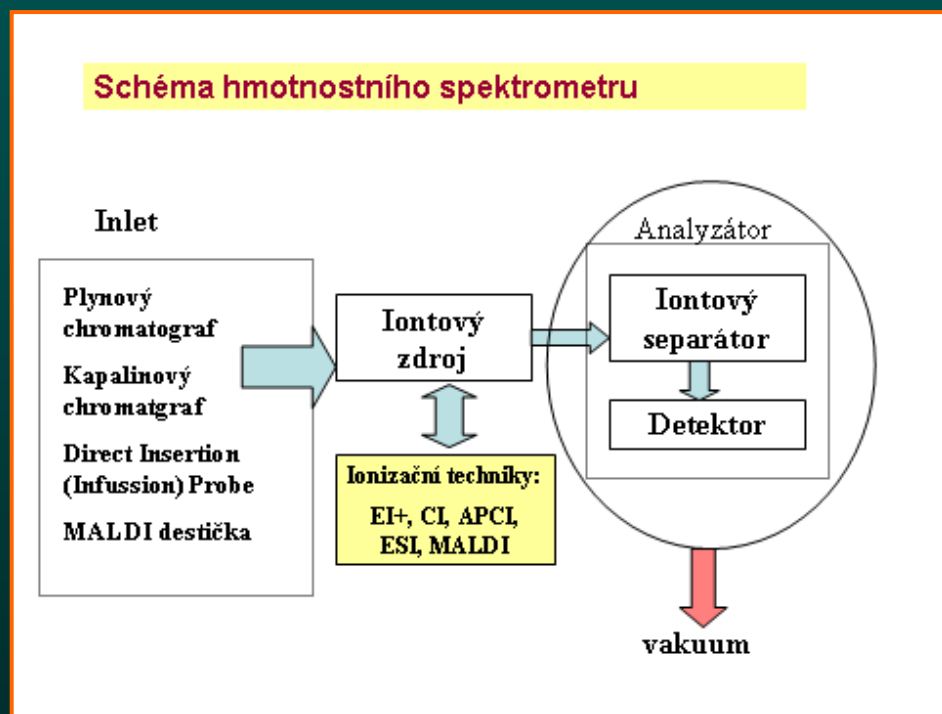 Schéma hmotnostního spektrometru
Inlet
Plynový
chromatograf
Kapalinový
chromatgraf
Direct Insertion
(Infussion) Probe
MALDI destička
Iontový
zdroj
Ionizační techniky:
EI+, CI, APCI,
ESI, MALDI
Analyzátor
Iontový
separátor
Detektor
vakuum